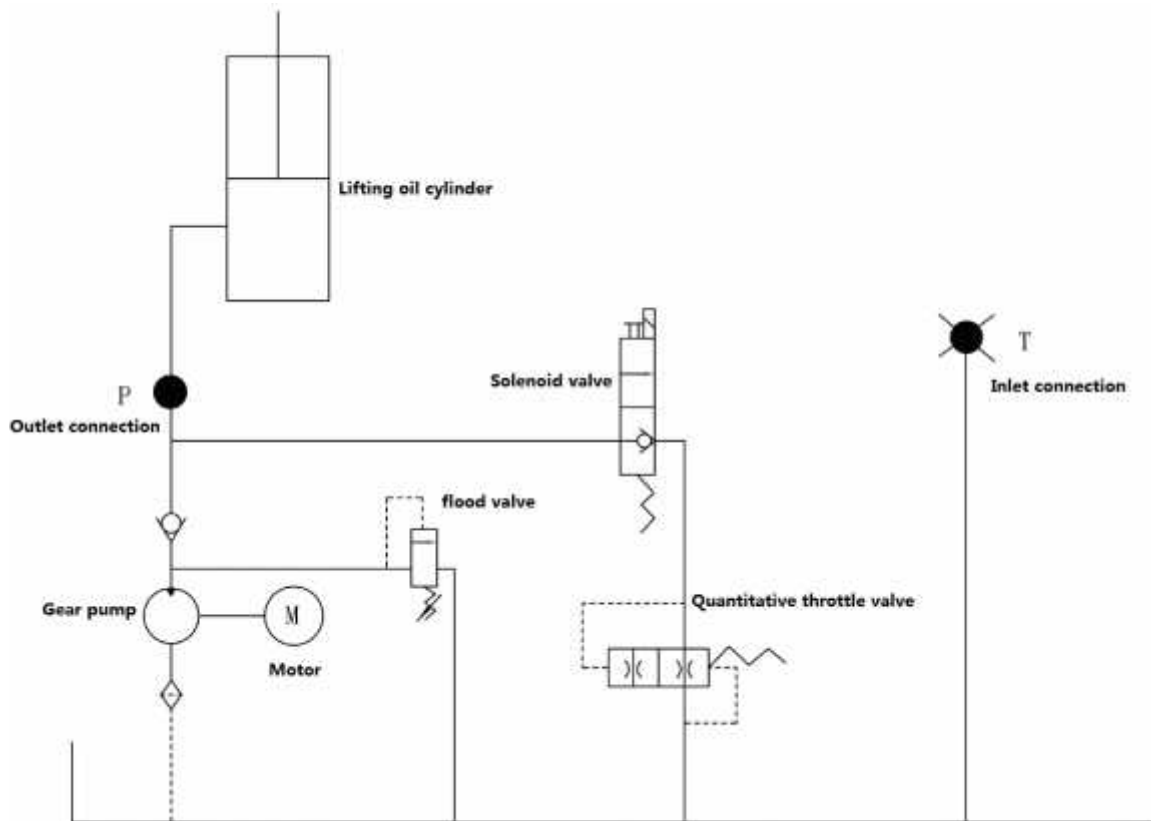 Lifting oil cylinder
T
Solenoid valve
Inlet connection
P
Outlet connection
flood valve
Gear pump
M
Quantitative throttle valve
Motor